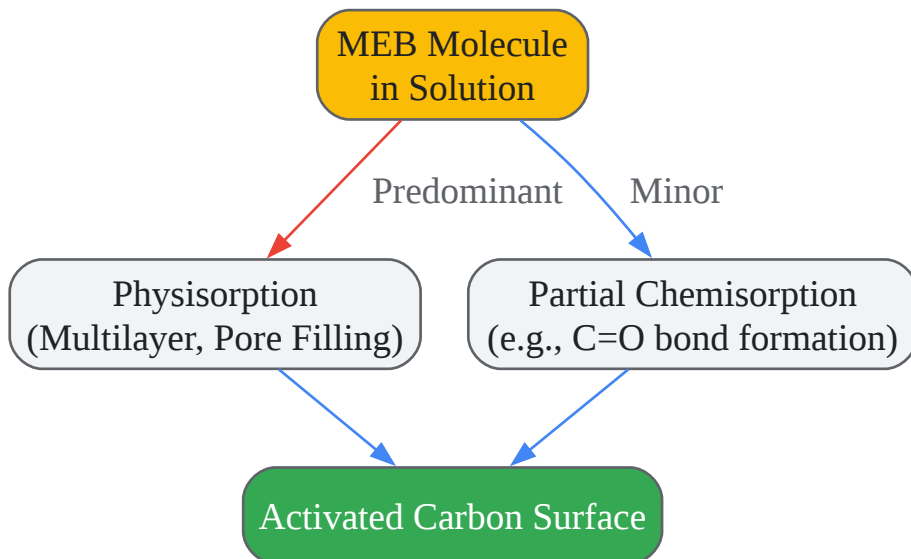 MEB Molecule
in Solution
Predominant
Minor
Physisorption
(Multilayer, Pore Filling)
Partial Chemisorption
(e.g., C=O bond formation)
Activated Carbon Surface